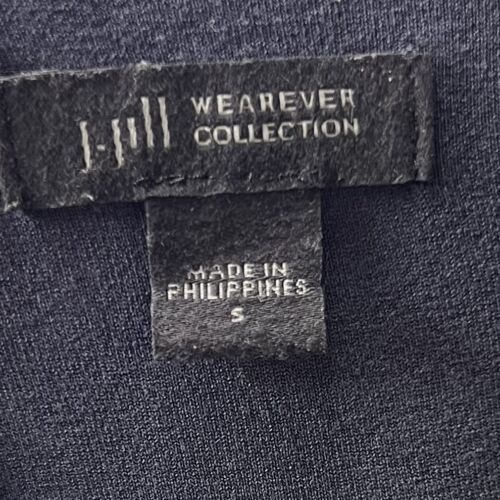 J.Jill
WEAREVER
COLLECTION
MADE IN
PHILIPPINES
S